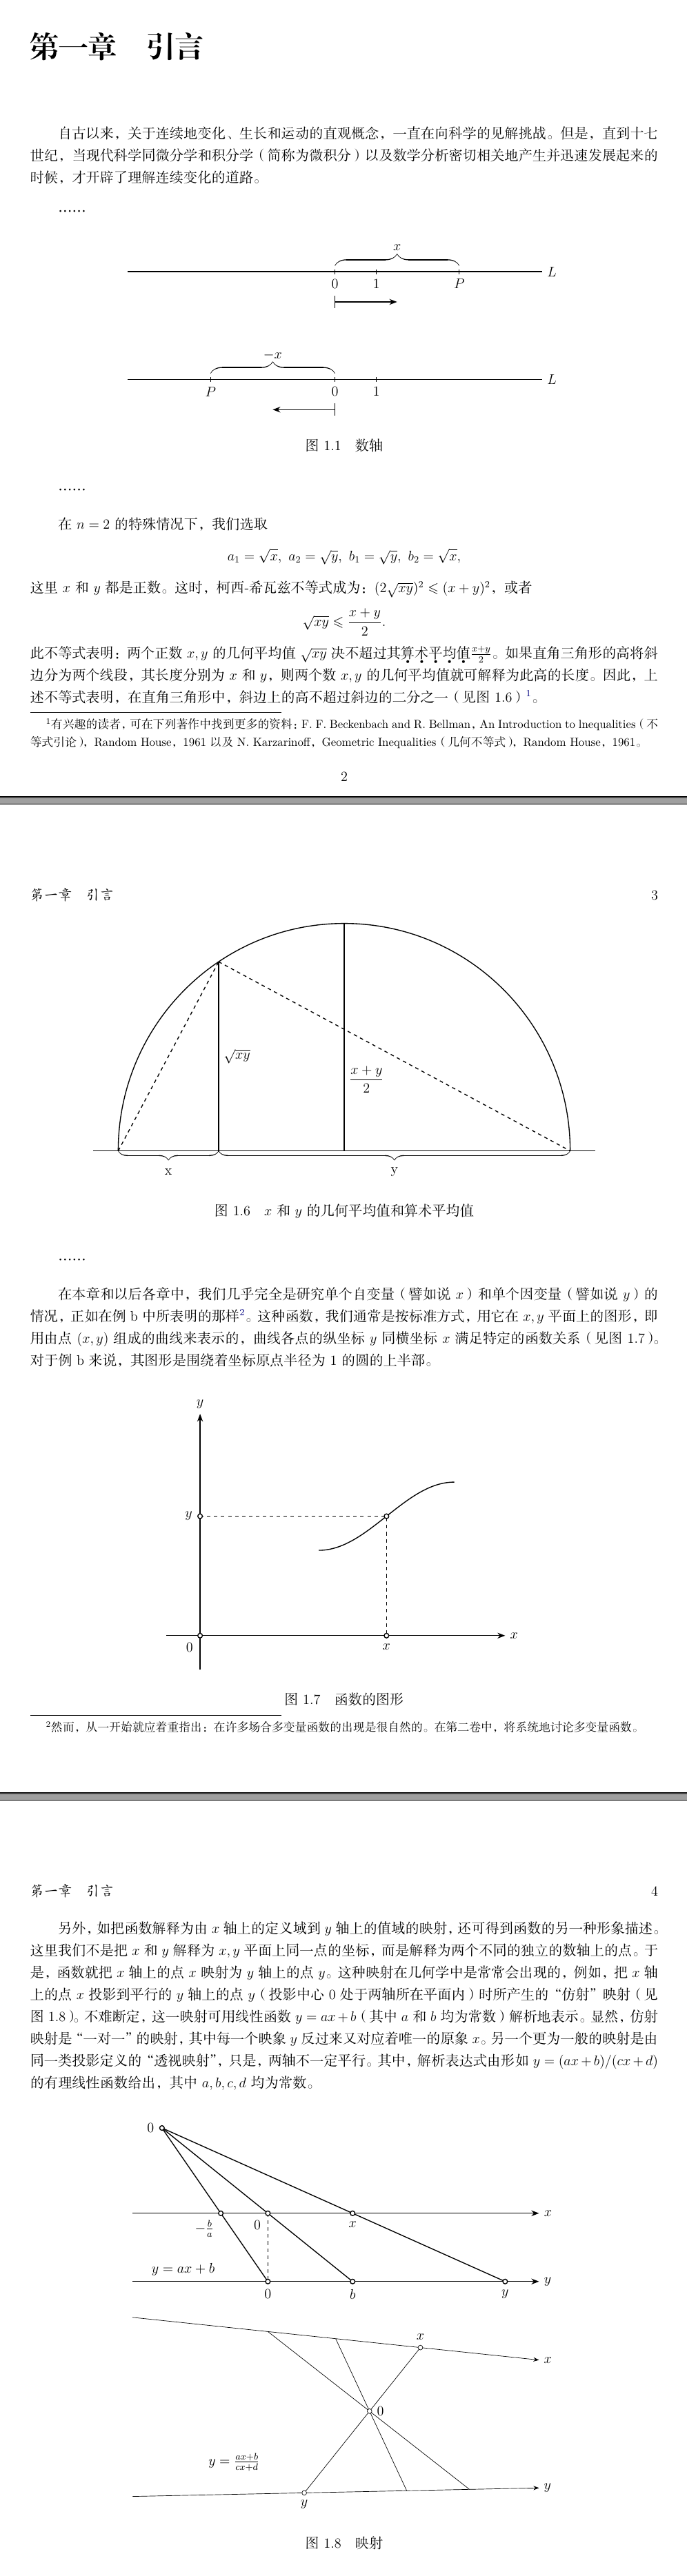 第一章 引言
自古以来，关于连续地变化、生长和运动的直观概念，一直在向科学的见解挑战。但是，直到十七
世纪，当现代科学同微分学和积分学（简称为微积分）以及数学分析密切相关地产生并迅速发展起来的
时候，才开辟了理解连续变化的道路。
……
x
L
0 1 P
−x
L
P 0 1
图 1.1 数轴
……
在 n = 2 的特殊情况下，我们选取
a₁ = √x, a₂ = √y, b₁ = √y, b₂ = √x,
这里 x 和 y 都是正数。这时，柯西-希瓦兹不等式成为：(2√xy)² ⩽ (x + y)²，或者
√xy ⩽ (x + y)/2.
此不等式表明：两个正数 x, y 的几何平均值 √xy 决不超过其算术平均值 (x+y)/2。如果直角三角形的高将斜
边分为两个线段，其长度分别为 x 和 y，则两个数 x, y 的几何平均值就可解释为此高的长度。因此，上
述不等式表明，在直角三角形中，斜边上的高不超过斜边的二分之一（见图 1.6）¹。
¹有兴趣的读者，可在下列著作中找到更多的资料：F. F. Beckenbach and R. Bellman，An Introduction to lnequalities（不
等式引论），Random House，1961 以及 N. Karzarinoff，Geometric Inequalities（几何不等式），Random House，1961。
2
第一章 引言 3
√xy
(x + y)/2
x y
图 1.6 x 和 y 的几何平均值和算术平均值
……
在本章和以后各章中，我们几乎完全是研究单个自变量（譬如说 x）和单个因变量（譬如说 y）的
情况，正如在例 b 中所表明的那样²。这种函数，我们通常是按标准方式，用它在 x, y 平面上的图形，即
用由点 (x, y) 组成的曲线来表示的，曲线各点的纵坐标 y 同横坐标 x 满足特定的函数关系（见图 1.7）。
对于例 b 来说，其图形是围绕着坐标原点半径为 1 的圆的上半部。
y
y
x
0 x
图 1.7 函数的图形
²然而，从一开始就应着重指出：在许多场合多变量函数的出现是很自然的。在第二卷中，将系统地讨论多变量函数。
第一章 引言 4
另外，如把函数解释为由 x 轴上的定义域到 y 轴上的值域的映射，还可得到函数的另一种形象描述。
这里我们不是把 x 和 y 解释为 x, y 平面上同一点的坐标，而是解释为两个不同的独立的数轴上的点。于
是，函数就把 x 轴上的点 x 映射为 y 轴上的点 y。这种映射在几何学中是常常会出现的，例如，把 x 轴
上的点 x 投影到平行的 y 轴上的点 y（投影中心 0 处于两轴所在平面内）时所产生的“仿射”映射（见
图 1.8）。不难断定，这一映射可用线性函数 y = ax + b（其中 a 和 b 均为常数）解析地表示。显然，仿射
映射是“一对一”的映射，其中每一个映象 y 反过来又对应着唯一的原象 x。另一个更为一般的映射是由
同一类投影定义的“透视映射”，只是，两轴不一定平行。其中，解析表达式由形如 y = (ax + b)/(cx + d)
的有理线性函数给出，其中 a, b, c, d 均为常数。
0
x
−b/a 0 x
y = ax + b
y
0 b y
x
x
0
y = (ax+b)/(cx+d)
y
y
图 1.8 映射